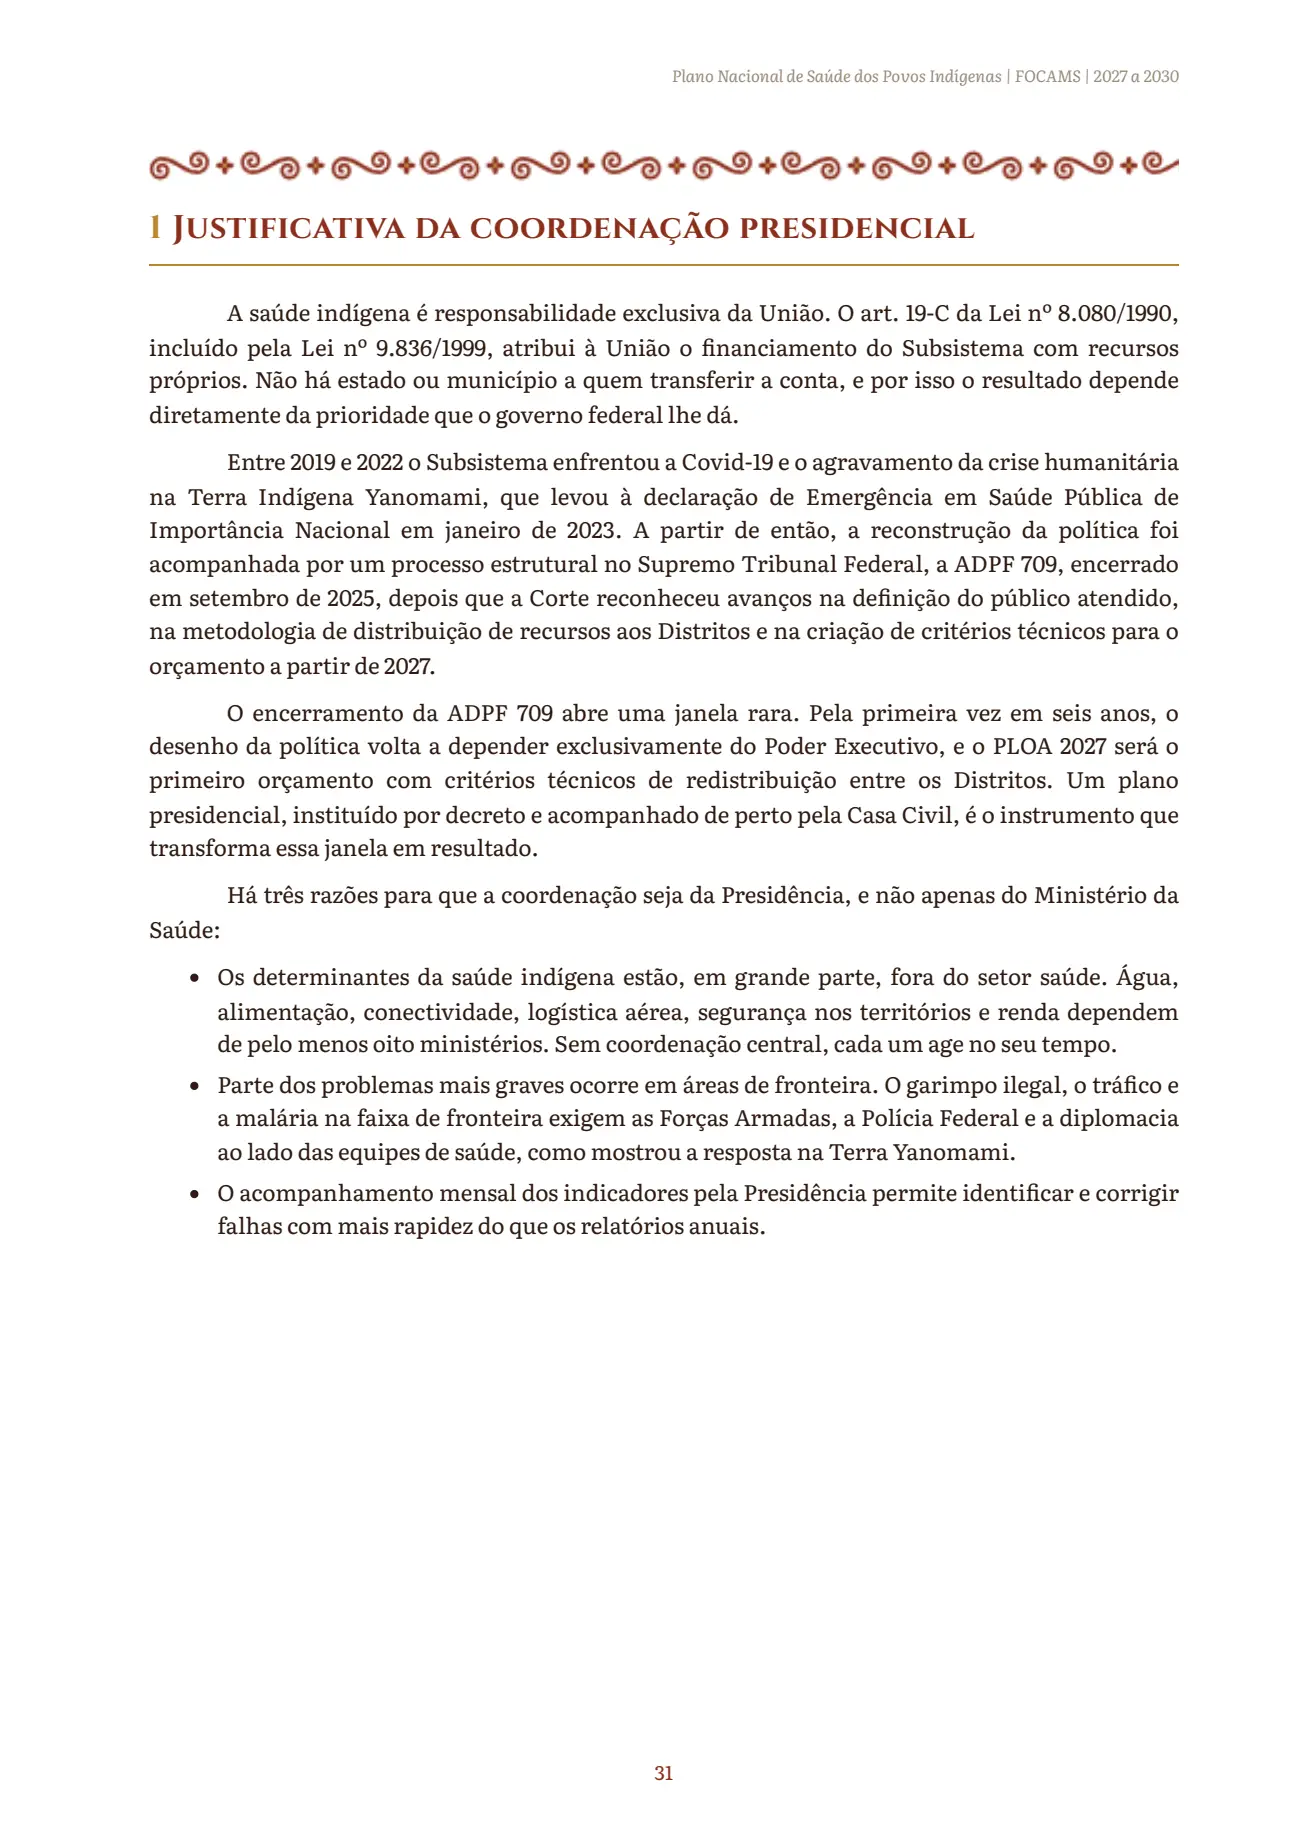 Plano Nacional de Saúde dos Povos Indígenas | FOCAMS | 2027 a 2030
1 Justificativa da coordenação presidencial
A saúde indígena é responsabilidade exclusiva da União. O art. 19-C da Lei nº 8.080/1990,
incluído pela Lei nº 9.836/1999, atribui à União o financiamento do Subsistema com recursos
próprios. Não há estado ou município a quem transferir a conta, e por isso o resultado depende
diretamente da prioridade que o governo federal lhe dá.
Entre 2019 e 2022 o Subsistema enfrentou a Covid-19 e o agravamento da crise humanitária
na Terra Indígena Yanomami, que levou à declaração de Emergência em Saúde Pública de
Importância Nacional em janeiro de 2023. A partir de então, a reconstrução da política foi
acompanhada por um processo estrutural no Supremo Tribunal Federal, a ADPF 709, encerrado
em setembro de 2025, depois que a Corte reconheceu avanços na definição do público atendido,
na metodologia de distribuição de recursos aos Distritos e na criação de critérios técnicos para o
orçamento a partir de 2027.
O encerramento da ADPF 709 abre uma janela rara. Pela primeira vez em seis anos, o
desenho da política volta a depender exclusivamente do Poder Executivo, e o PLOA 2027 será o
primeiro orçamento com critérios técnicos de redistribuição entre os Distritos. Um plano
presidencial, instituído por decreto e acompanhado de perto pela Casa Civil, é o instrumento que
transforma essa janela em resultado.
Há três razões para que a coordenação seja da Presidência, e não apenas do Ministério da
Saúde:
• Os determinantes da saúde indígena estão, em grande parte, fora do setor saúde. Água,
alimentação, conectividade, logística aérea, segurança nos territórios e renda dependem
de pelo menos oito ministérios. Sem coordenação central, cada um age no seu tempo.
• Parte dos problemas mais graves ocorre em áreas de fronteira. O garimpo ilegal, o tráfico e
a malária na faixa de fronteira exigem as Forças Armadas, a Polícia Federal e a diplomacia
ao lado das equipes de saúde, como mostrou a resposta na Terra Yanomami.
• O acompanhamento mensal dos indicadores pela Presidência permite identificar e corrigir
falhas com mais rapidez do que os relatórios anuais.
31